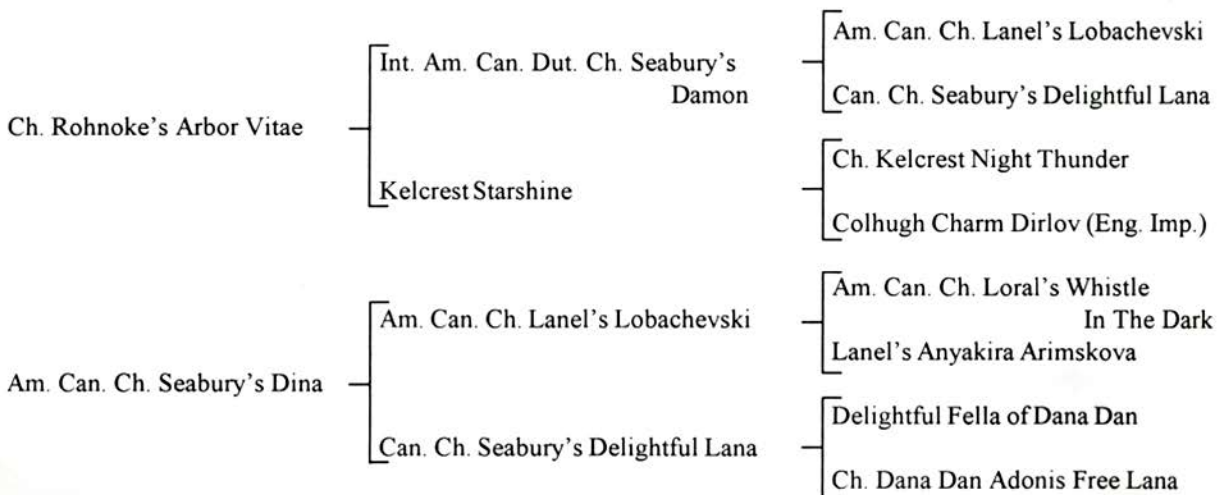 Am. Can. Ch. Lanel's Lobachevski
Int. Am. Can. Dut. Ch. Seabury's
Damon
Can. Ch. Seabury's Delightful Lana
Ch. Rohnoke's Arbor Vitae
Ch. Kelcrest Night Thunder
Kelcrest Starshine
Colhugh Charm Dirlov (Eng. Imp.)
Am. Can. Ch. Loral's Whistle
In The Dark
Am. Can. Ch. Lanel's Lobachevski
Lanel's Anyakira Arimskova
Am. Can. Ch. Seabury's Dina
Delightful Fella of Dana Dan
Can. Ch. Seabury's Delightful Lana
Ch. Dana Dan Adonis Free Lana